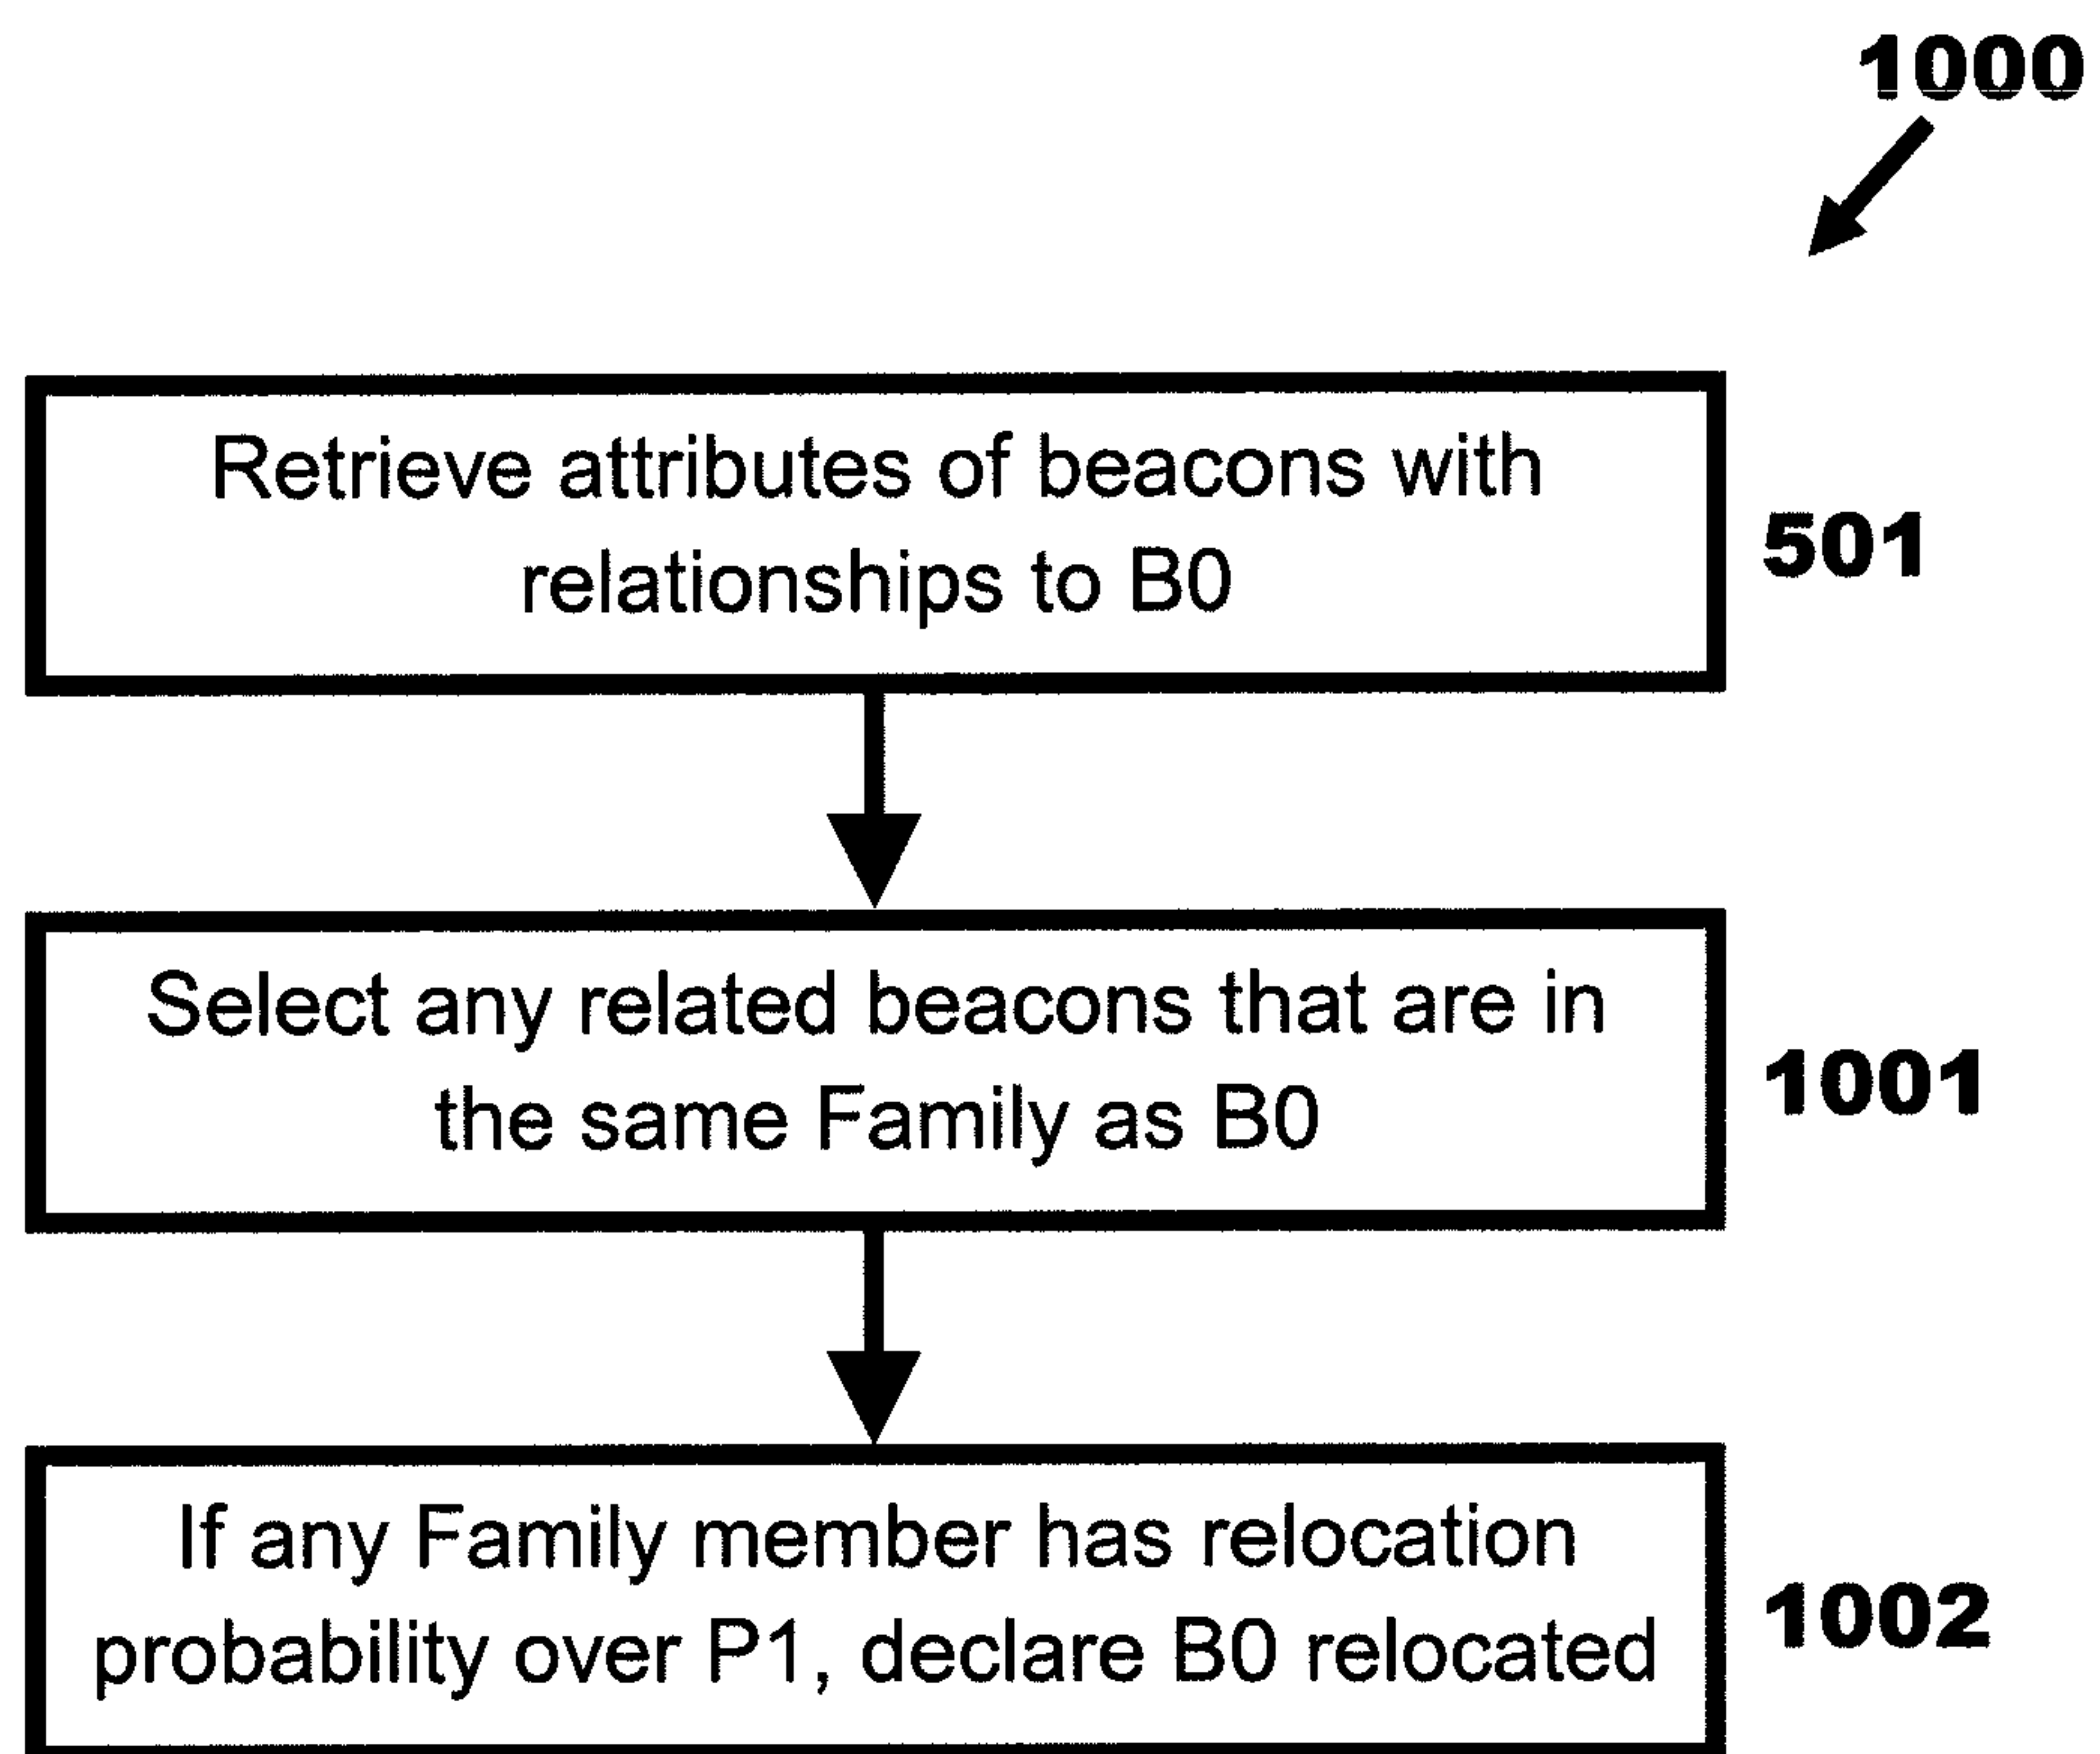 1000
Retrieve attributes of beacons with
relationships to B0
501
Select any related beacons that are in
the same Family as B0
1001
If any Family member has relocation
probability over P1, declare B0 relocated
1002